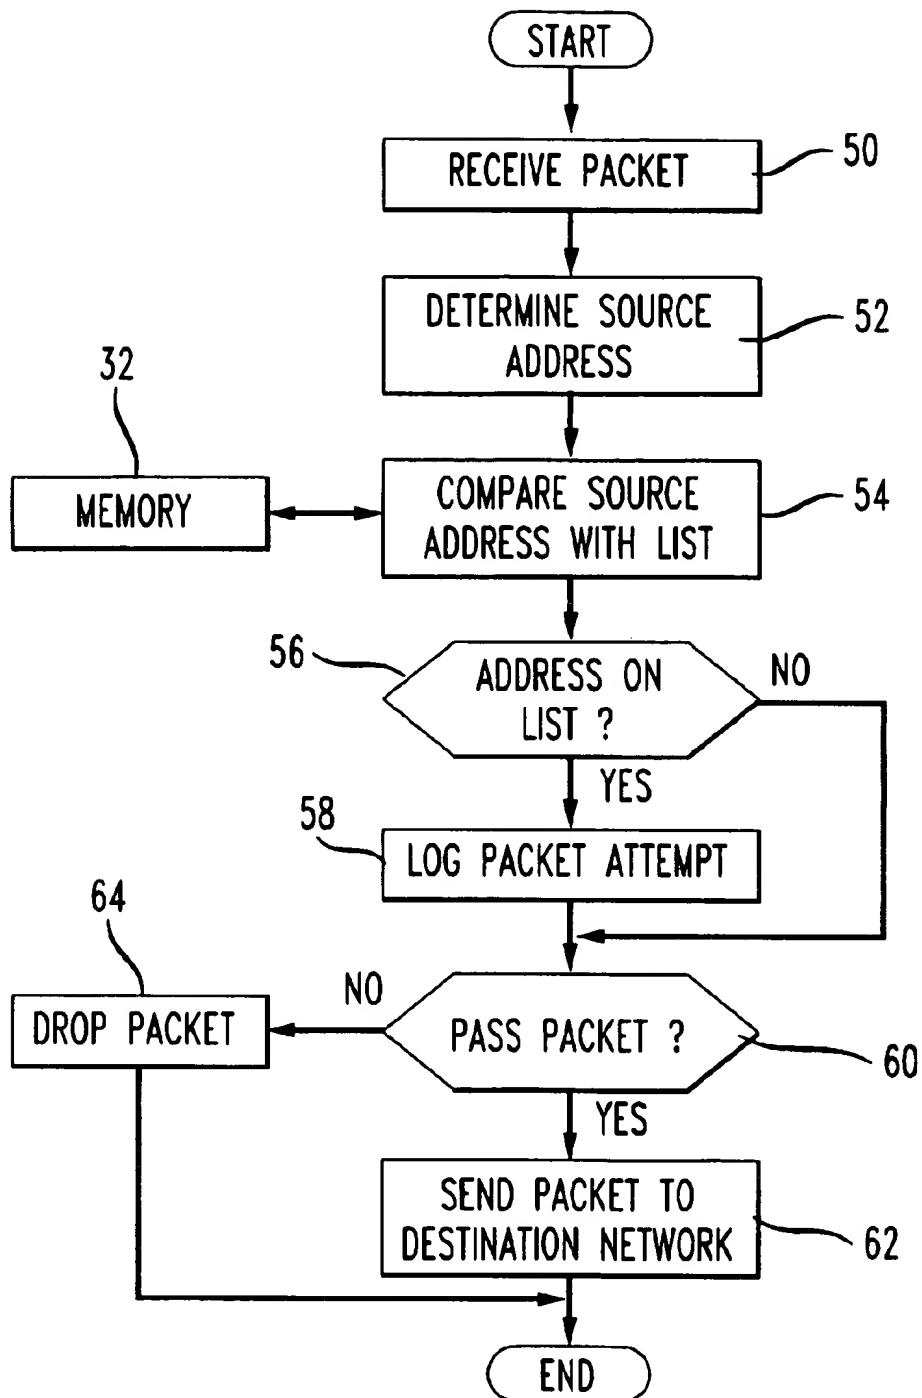 START
RECEIVE PACKET
50
DETERMINE SOURCE
ADDRESS
52
32
MEMORY
COMPARE SOURCE
ADDRESS WITH LIST
54
56
ADDRESS ON
LIST ?
NO
YES
58
LOG PACKET ATTEMPT
64
DROP PACKET
NO
PASS PACKET ?
60
YES
SEND PACKET TO
DESTINATION NETWORK
62
END